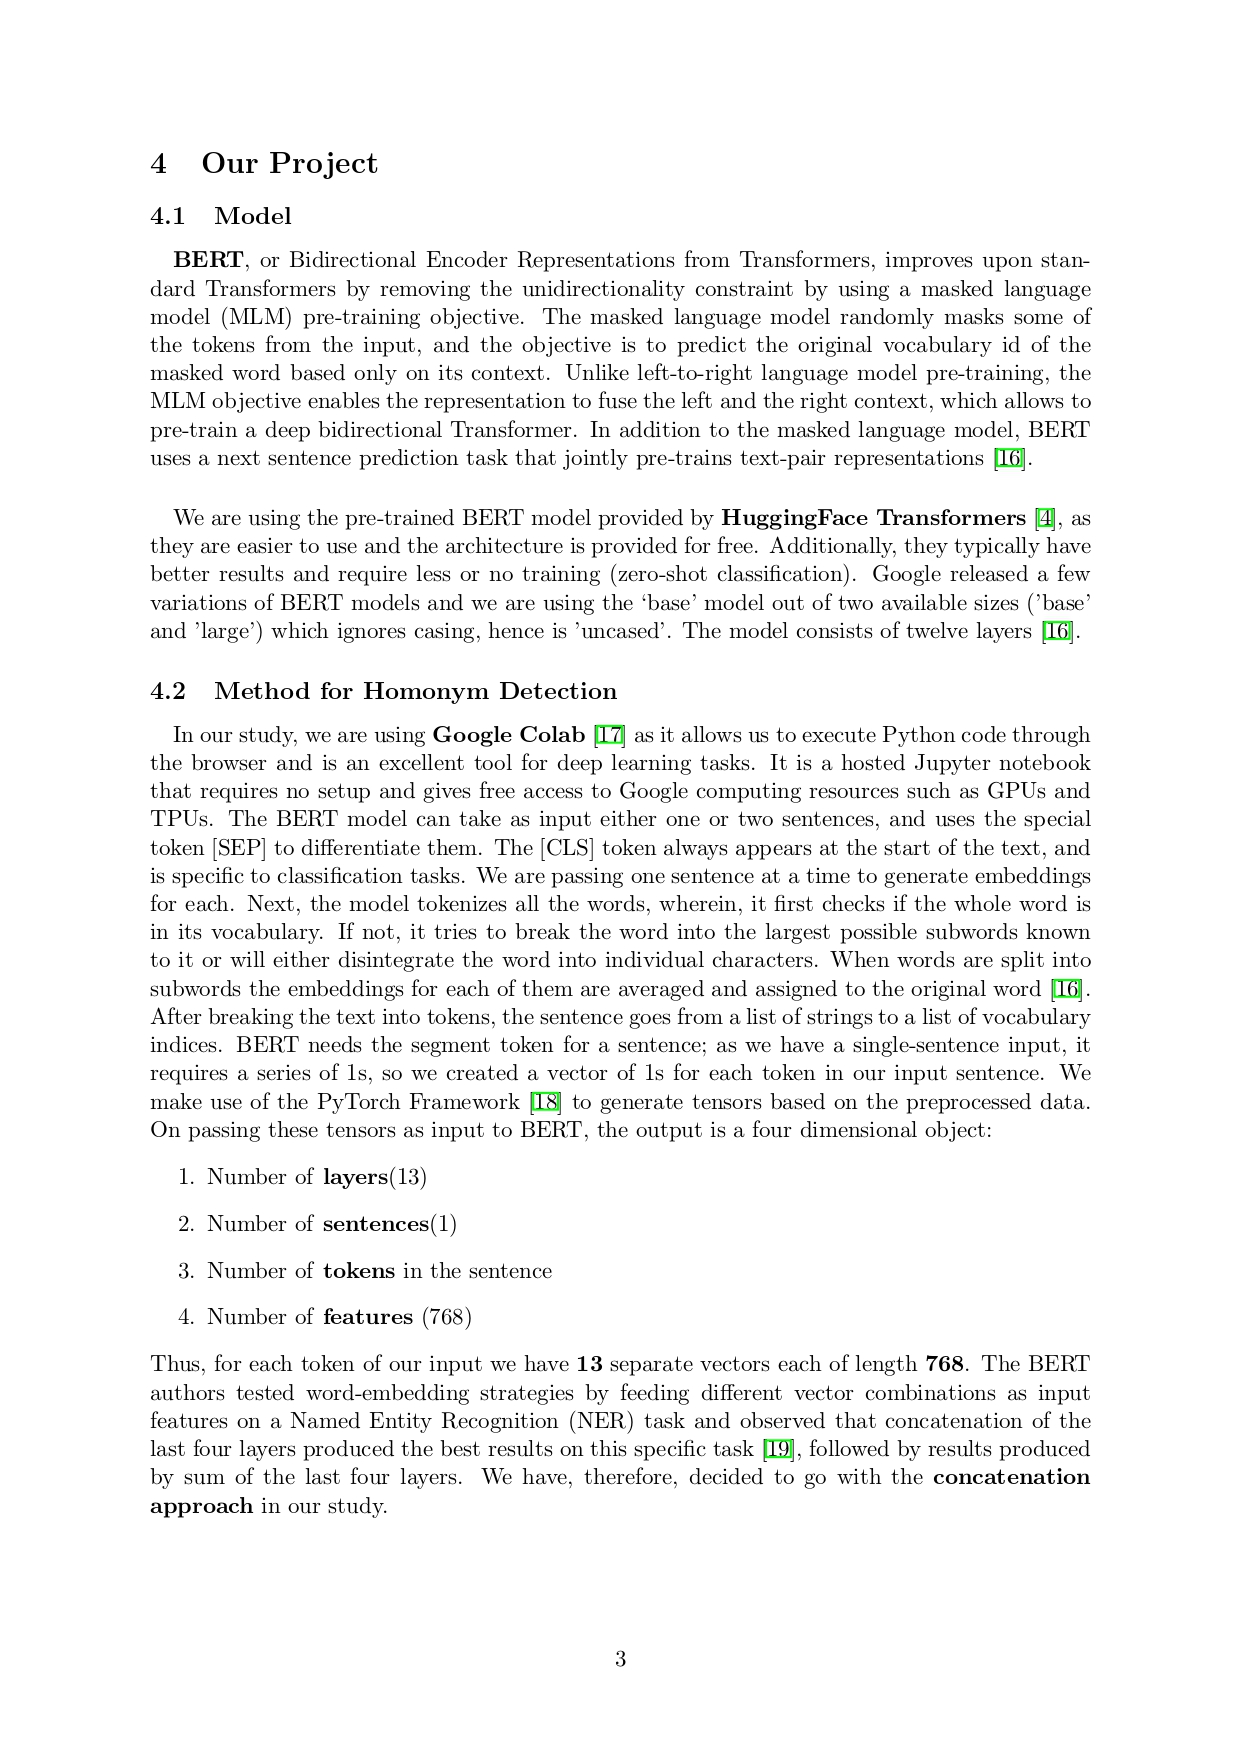 4 Our Project
4.1 Model
BERT, or Bidirectional Encoder Representations from Transformers, improves upon stan-
dard Transformers by removing the unidirectionality constraint by using a masked language
model (MLM) pre-training objective. The masked language model randomly masks some of
the tokens from the input, and the objective is to predict the original vocabulary id of the
masked word based only on its context. Unlike left-to-right language model pre-training, the
MLM objective enables the representation to fuse the left and the right context, which allows to
pre-train a deep bidirectional Transformer. In addition to the masked language model, BERT
uses a next sentence prediction task that jointly pre-trains text-pair representations [16].
We are using the pre-trained BERT model provided by HuggingFace Transformers [4], as
they are easier to use and the architecture is provided for free. Additionally, they typically have
better results and require less or no training (zero-shot classification). Google released a few
variations of BERT models and we are using the ‘base’ model out of two available sizes (’base’
and ’large’) which ignores casing, hence is ’uncased’. The model consists of twelve layers [16].
4.2 Method for Homonym Detection
In our study, we are using Google Colab [17] as it allows us to execute Python code through
the browser and is an excellent tool for deep learning tasks. It is a hosted Jupyter notebook
that requires no setup and gives free access to Google computing resources such as GPUs and
TPUs. The BERT model can take as input either one or two sentences, and uses the special
token [SEP] to differentiate them. The [CLS] token always appears at the start of the text, and
is specific to classification tasks. We are passing one sentence at a time to generate embeddings
for each. Next, the model tokenizes all the words, wherein, it first checks if the whole word is
in its vocabulary. If not, it tries to break the word into the largest possible subwords known
to it or will either disintegrate the word into individual characters. When words are split into
subwords the embeddings for each of them are averaged and assigned to the original word [16].
After breaking the text into tokens, the sentence goes from a list of strings to a list of vocabulary
indices. BERT needs the segment token for a sentence; as we have a single-sentence input, it
requires a series of 1s, so we created a vector of 1s for each token in our input sentence. We
make use of the PyTorch Framework [18] to generate tensors based on the preprocessed data.
On passing these tensors as input to BERT, the output is a four dimensional object:
1. Number of layers(13)
2. Number of sentences(1)
3. Number of tokens in the sentence
4. Number of features (768)
Thus, for each token of our input we have 13 separate vectors each of length 768. The BERT
authors tested word-embedding strategies by feeding different vector combinations as input
features on a Named Entity Recognition (NER) task and observed that concatenation of the
last four layers produced the best results on this specific task [19], followed by results produced
by sum of the last four layers. We have, therefore, decided to go with the concatenation
approach in our study.
3